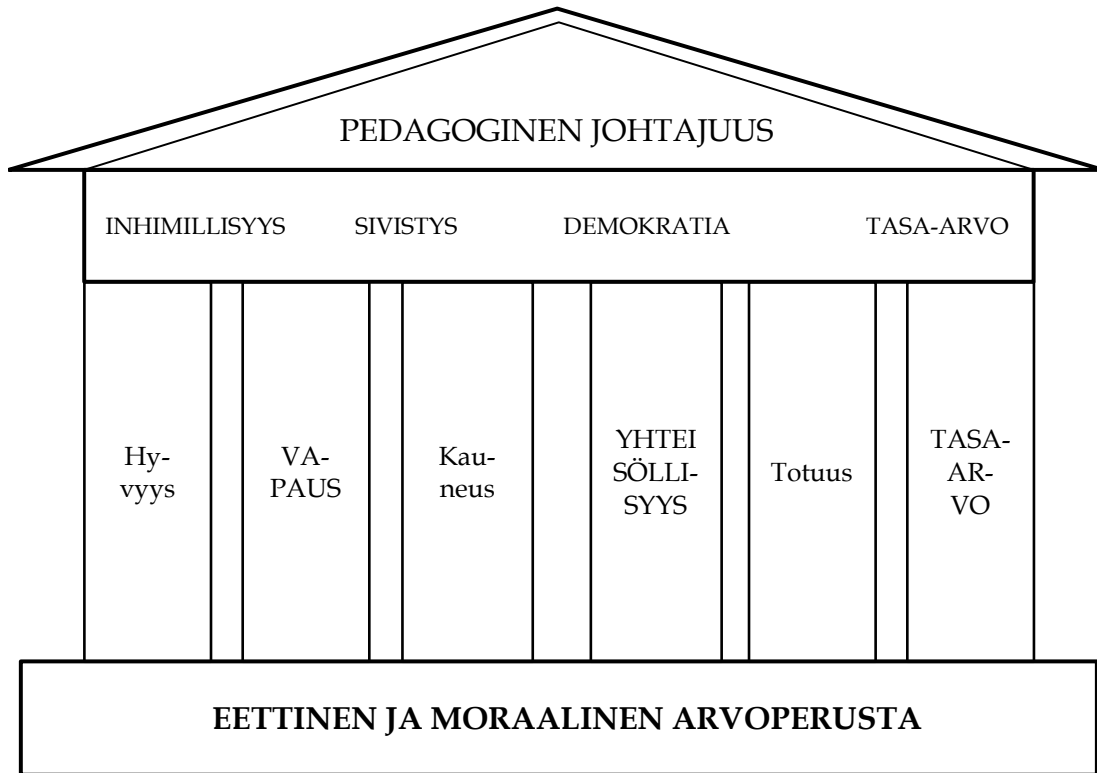 PEDAGOGINEN JOHTAJUUS
INHIMILLISYYS SIVISTYS DEMOKRATIA TASA-ARVO
Hy-
vyys
VA-
PAUS
Kau-
neus
YHTEI
SÖLLI-
SYYS
Totuus
TASA-
AR-
VO
EETTINEN JA MORAALINEN ARVOPERUSTA